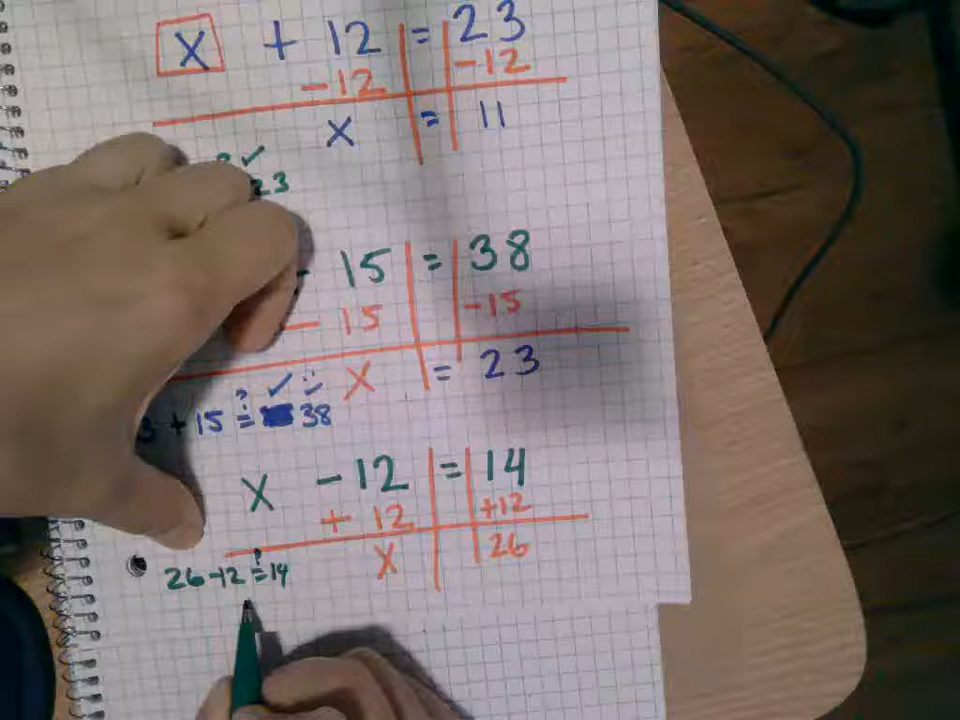 x + 12 = 23
- 12 - 12
x = 11
23
- 15 = 38
- 15 - 15
x = 23
3 + 15 ≟ 38
x - 12 = 14
+ 12 + 12
x 26
26 - 12 ≟ 14